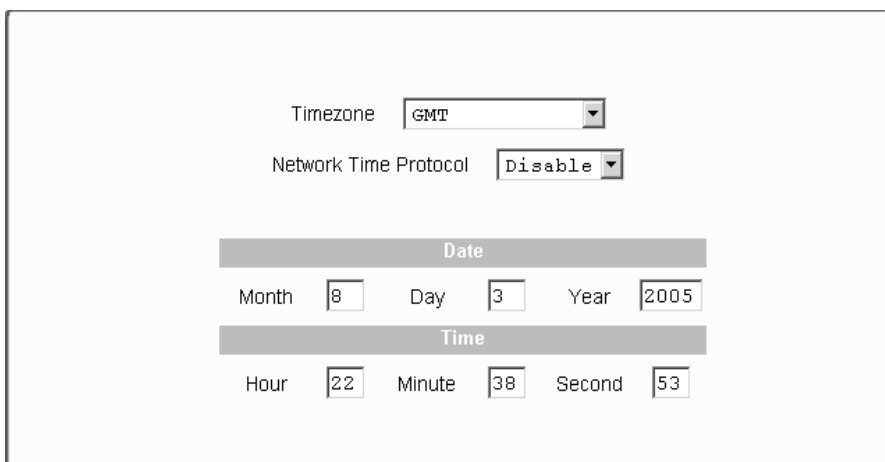 Timezone GMT
Network Time Protocol Disable
Date
Month 8 Day 3 Year 2005
Time
Hour 22 Minute 38 Second 53